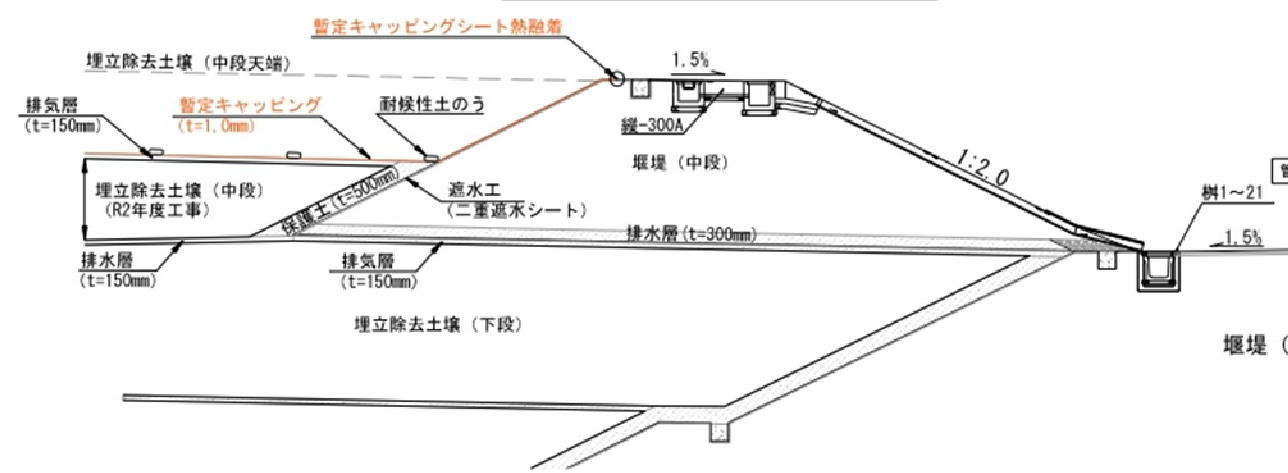 暫定キャッピングシート熱融着
埋立除去土壌（中段天端）
1.5%
排気層
(t=150mm)
暫定キャッピング
(t=1.0mm)
耐候性土のう
縦-300A
堰堤（中段）
1:2.0
埋立除去土壌（中段）
（R2年度工事）
保護土(t=500mm)
遮水工
（二重遮水シート）
桝1～21
排水層(t=300mm)
1.5%
排水層
(t=150mm)
排気層
(t=150mm)
埋立除去土壌（下段）
堰堤（